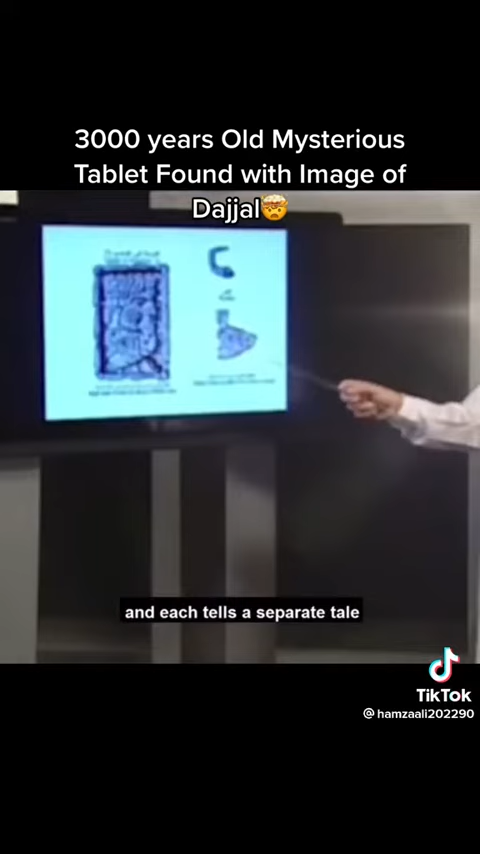 3000 years Old Mysterious
Tablet Found with Image of
Dajjal🤯
and each tells a separate tale
TikTok
@hamzaali202290